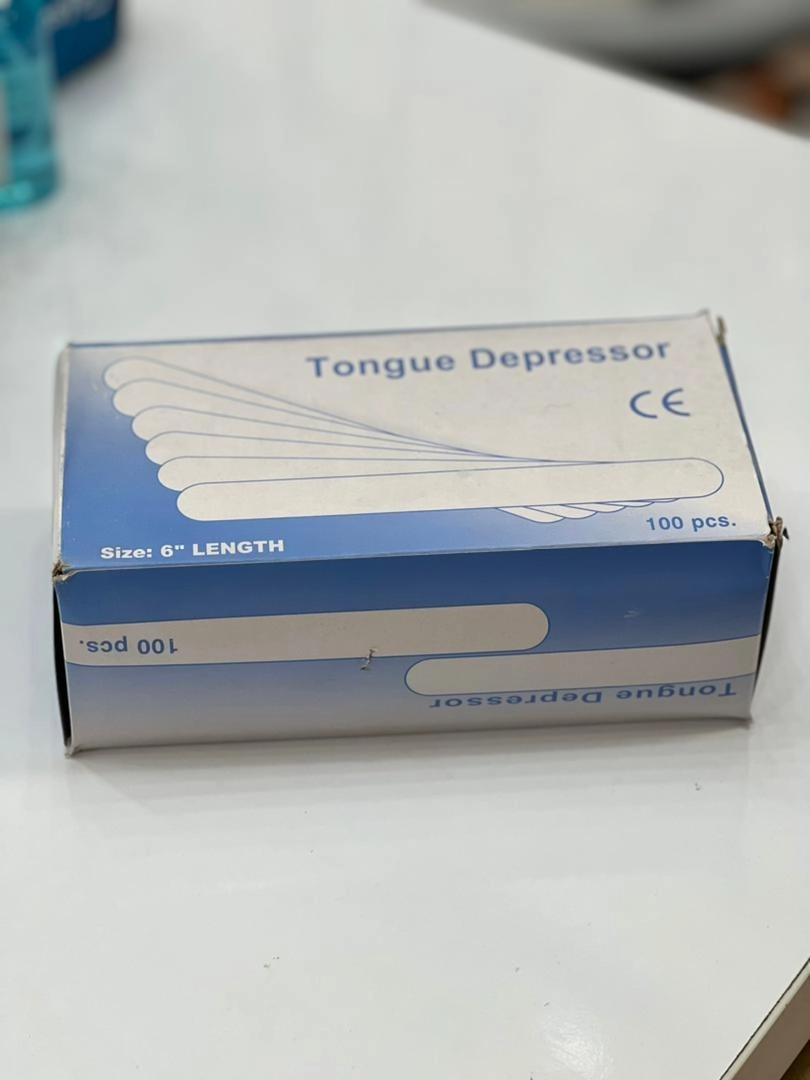 Tongue Depressor
CE
100 pcs.
Size: 6" LENGTH
100 pcs.
Tongue Depressor